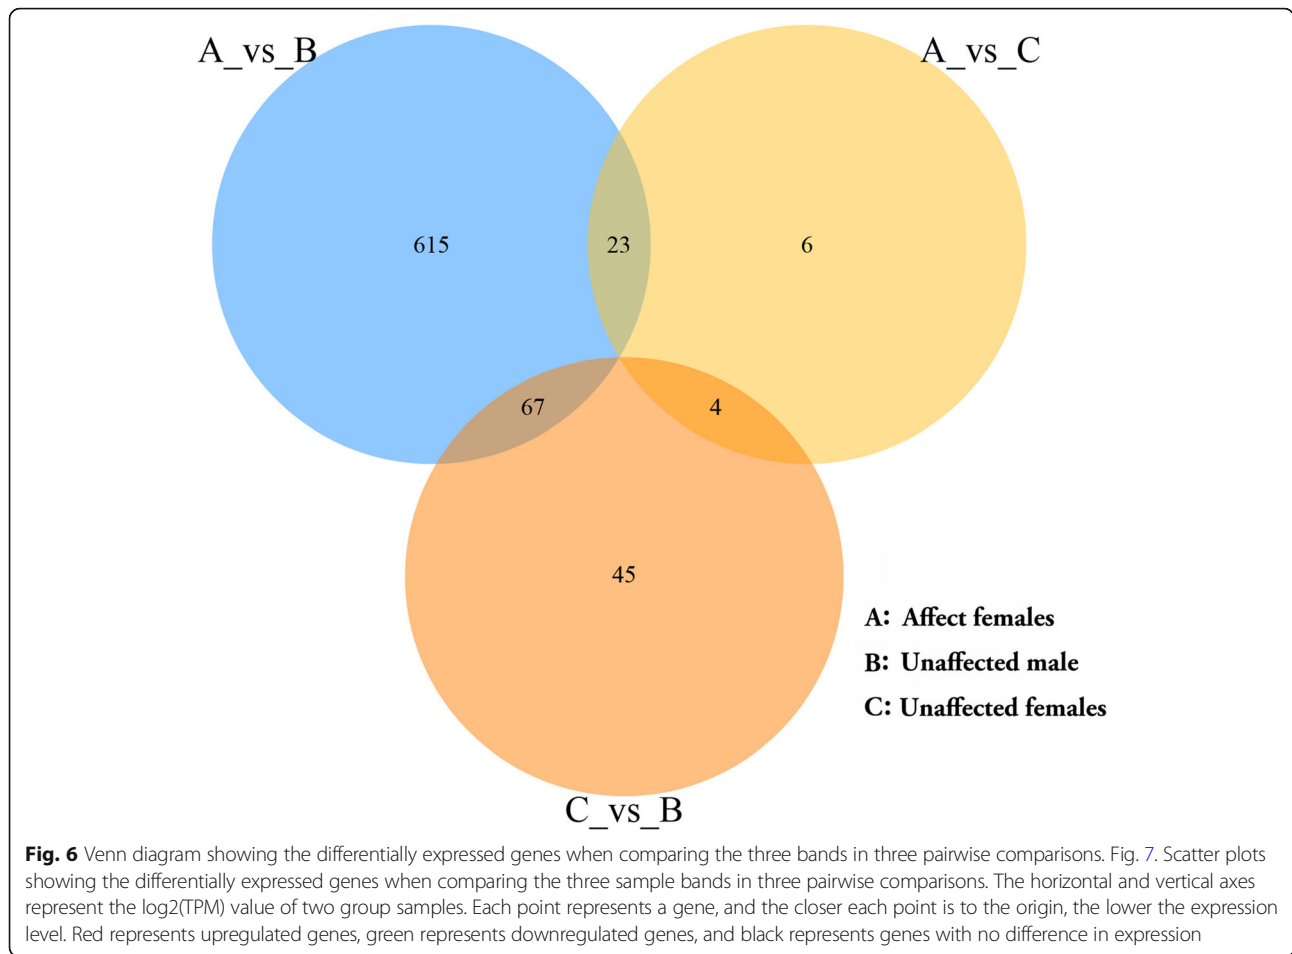 A_vs_B
A_vs_C
615
23
6
67
4
45
A: Affect females
B: Unaffected male
C: Unaffected females
C_vs_B
Fig. 6 Venn diagram showing the differentially expressed genes when comparing the three bands in three pairwise comparisons. Fig. 7. Scatter plots
showing the differentially expressed genes when comparing the three sample bands in three pairwise comparisons. The horizontal and vertical axes
represent the log2(TPM) value of two group samples. Each point represents a gene, and the closer each point is to the origin, the lower the expression
level. Red represents upregulated genes, green represents downregulated genes, and black represents genes with no difference in expression